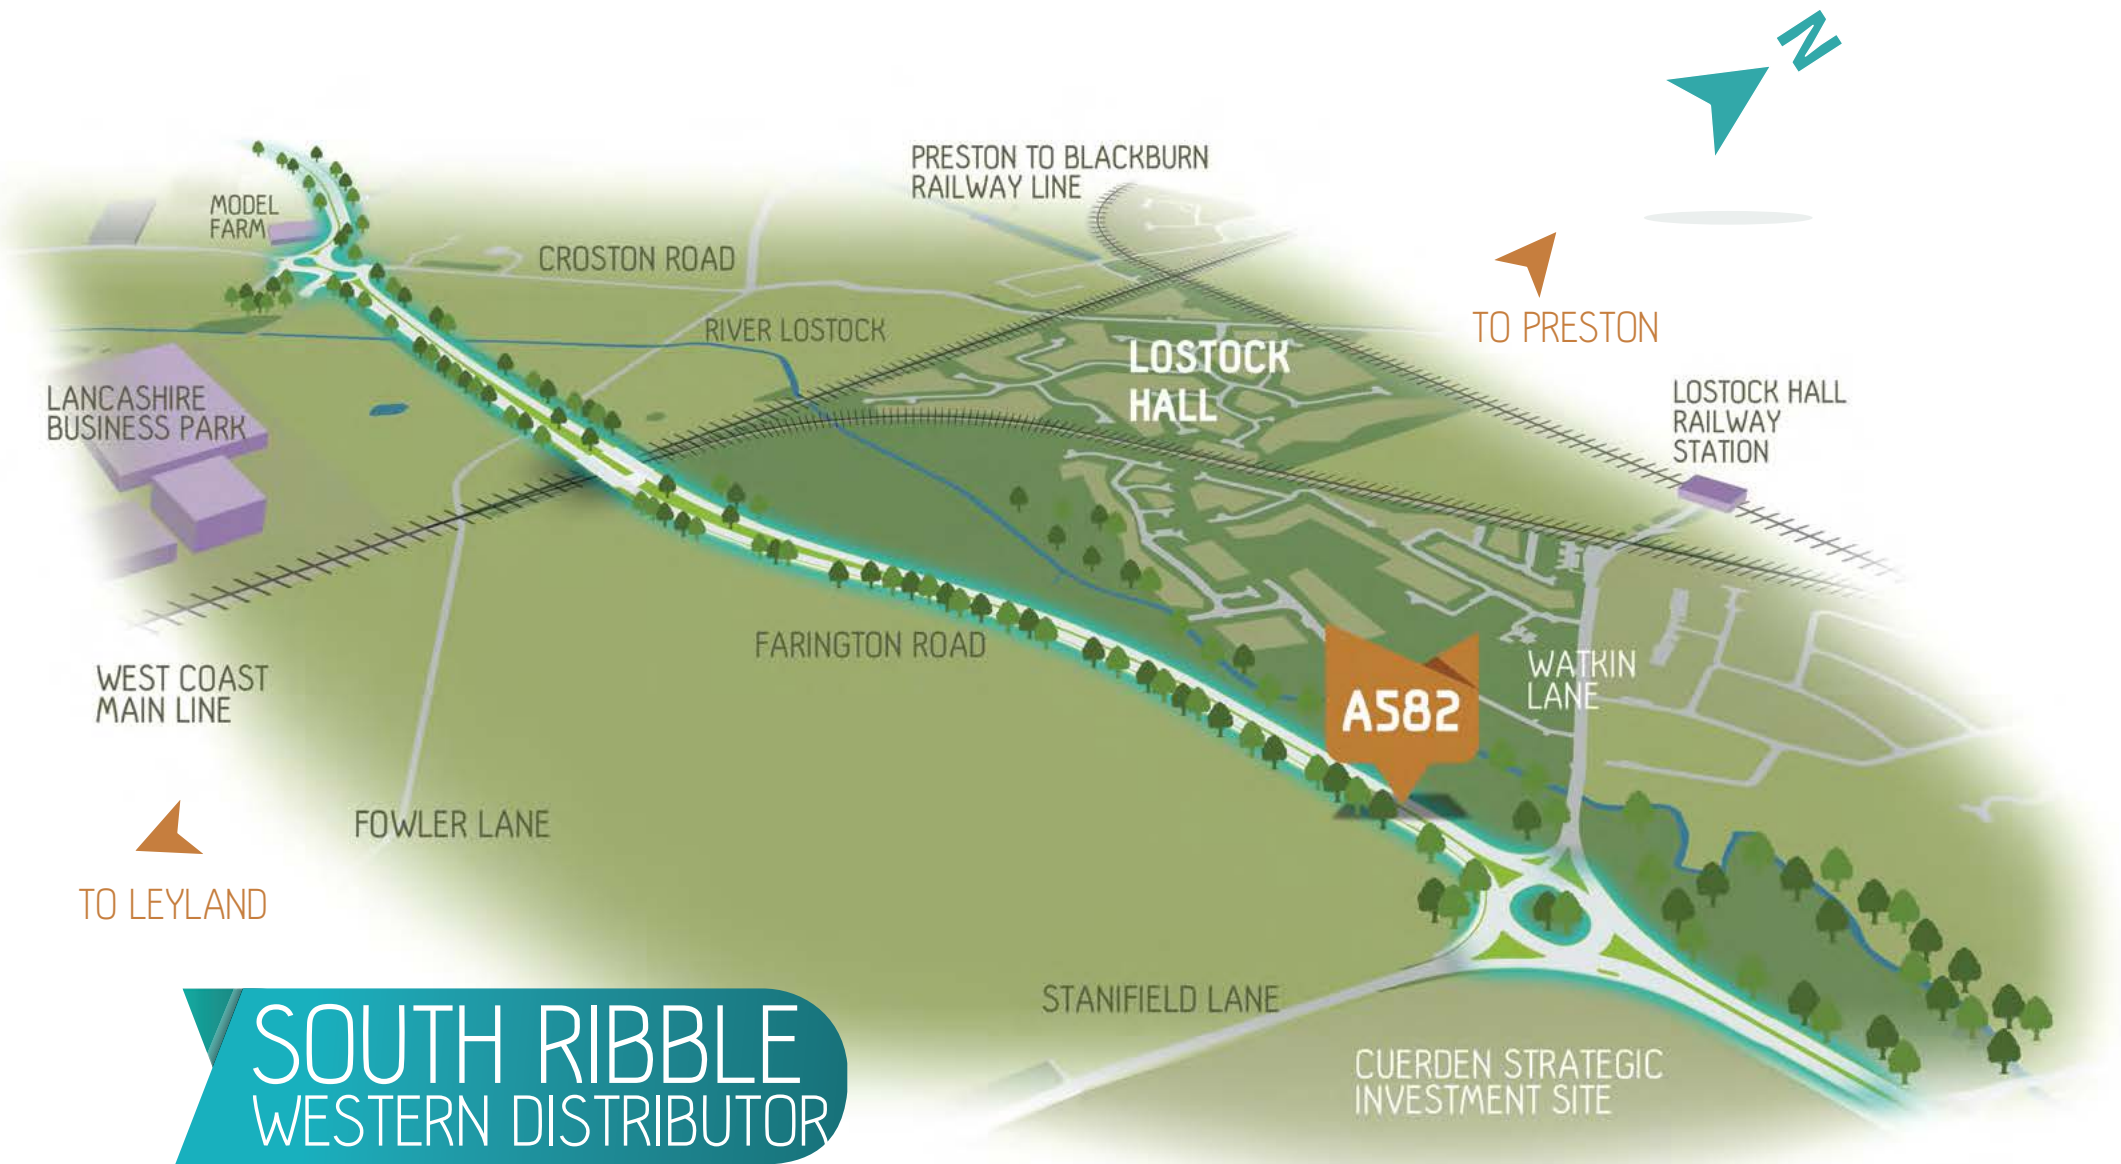 N
PRESTON TO BLACKBURN
RAILWAY LINE
MODEL
FARM
CROSTON ROAD
TO PRESTON
RIVER LOSTOCK
LOSTOCK
HALL
LOSTOCK HALL
RAILWAY
STATION
LANCASHIRE
BUSINESS PARK
FARINGTON ROAD
WATKIN
LANE
WEST COAST
MAIN LINE
A582
FOWLER LANE
TO LEYLAND
STANIFIELD LANE
SOUTH RIBBLE
WESTERN DISTRIBUTOR
CUERDEN STRATEGIC
INVESTMENT SITE